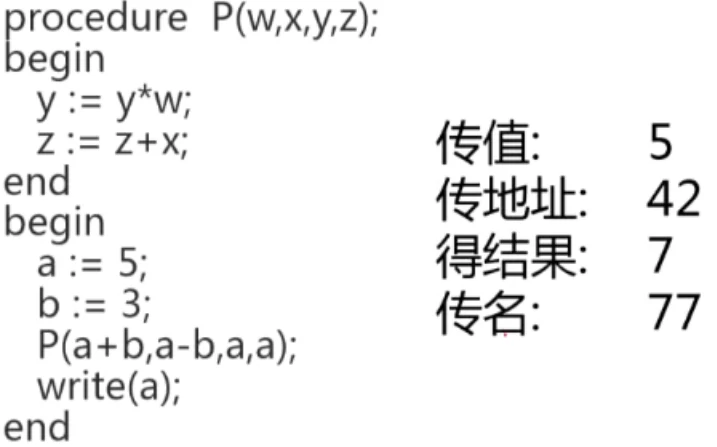 procedure P(w,x,y,z);
begin
y := y*w;
z := z+x;
end
begin
a := 5;
b := 3;
P(a+b,a-b,a,a);
write(a);
end
传值: 5
传地址: 42
得结果: 7
传名: 77